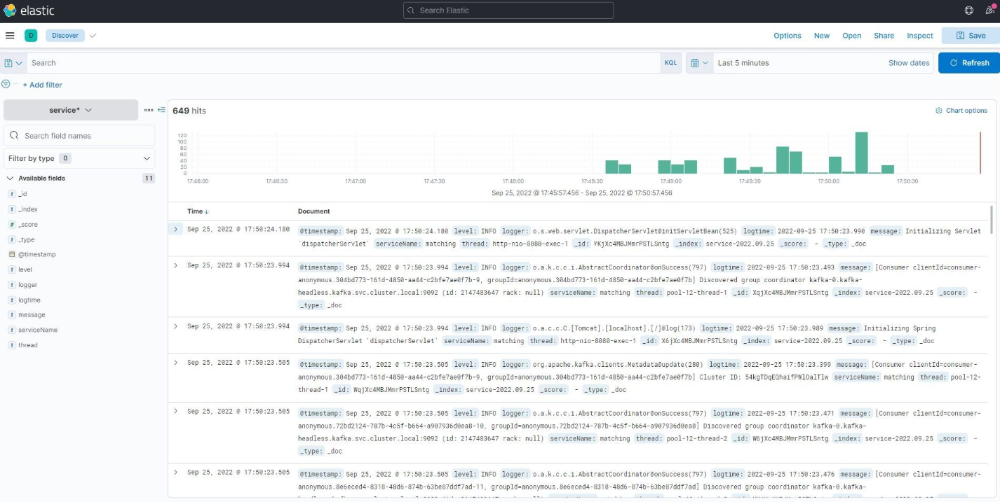 elastic
Search Elastic
D Discover
Options New Open Share Inspect Save
Search KQL Last 5 minutes Show dates Refresh
+ Add filter
service*
649 hits
Chart options
Search field names
Filter by type 0
Available fields 11
t _id
t _index
# _score
t _type
@timestamp
t level
t logger
t logtime
t message
t serviceName
t thread
120
100
80
60
40
20
0
17:46:00 17:46:30 17:47:00 17:47:30 17:48:00 17:48:30 17:49:00 17:49:30 17:50:00 17:50:30
Sep 25, 2022 @ 17:45:57.456 - Sep 25, 2022 @ 17:50:57.456
Time Document
Sep 25, 2022 @ 17:50:24.180 @timestamp: Sep 25, 2022 @ 17:50:24.180 level: INFO logger: o.s.web.servlet.DispatcherServlet@initServletBean(525) logtime: 2022-09-25 17:50:23.990 message: Initializing Servlet
'dispatcherServlet' serviceName: matching thread: http-nio-8080-exec-1 _id: YKjXc4MBJMmrPSTLSntg _index: service-2022.09.25 _score: - _type: _doc
Sep 25, 2022 @ 17:50:23.994 @timestamp: Sep 25, 2022 @ 17:50:23.994 level: INFO logger: o.a.k.c.c.i.AbstractCoordinator@onSuccess(797) logtime: 2022-09-25 17:50:23.493 message: [Consumer clientId=consumer-
anonymous.304bd773-161d-4850-aa44-c2bfe7ae0f7b-9, groupId=anonymous.304bd773-161d-4850-aa44-c2bfe7ae0f7b] Discovered group coordinator kafka-0.kafka-
headless.kafka.svc.cluster.local:9092 (id: 2147483647 rack: null) serviceName: matching thread: pool-12-thread-1 _id: XqjXc4MBJMmrPSTLSntg _index: service-2022.09.25 _score: -
_type: _doc
Sep 25, 2022 @ 17:50:23.994 @timestamp: Sep 25, 2022 @ 17:50:23.994 level: INFO logger: o.a.c.c.C.[Tomcat].[localhost].[/]@log(173) logtime: 2022-09-25 17:50:23.989 message: Initializing Spring
DispatcherServlet 'dispatcherServlet' serviceName: matching thread: http-nio-8080-exec-1 _id: X6jXc4MBJMmrPSTLSntg _index: service-2022.09.25 _score: - _type: _doc
Sep 25, 2022 @ 17:50:23.505 @timestamp: Sep 25, 2022 @ 17:50:23.505 level: INFO logger: org.apache.kafka.clients.Metadata@update(280) logtime: 2022-09-25 17:50:23.399 message: [Consumer clientId=consumer-
anonymous.304bd773-161d-4850-aa44-c2bfe7ae0f7b-9, groupId=anonymous.304bd773-161d-4850-aa44-c2bfe7ae0f7b] Cluster ID: 54kgTDqEQhaifPWlOalTlw serviceName: matching thread: pool-12-
thread-1 _id: WqjXc4MBJMmrPSTLSntg _index: service-2022.09.25 _score: - _type: _doc
Sep 25, 2022 @ 17:50:23.505 @timestamp: Sep 25, 2022 @ 17:50:23.505 level: INFO logger: o.a.k.c.c.i.AbstractCoordinator@onSuccess(797) logtime: 2022-09-25 17:50:23.471 message: [Consumer clientId=consumer-
anonymous.72bd2124-787b-4c5f-b664-a907936d0ea8-10, groupId=anonymous.72bd2124-787b-4c5f-b664-a907936d0ea8] Discovered group coordinator kafka-0.kafka-
headless.kafka.svc.cluster.local:9092 (id: 2147483647 rack: null) serviceName: matching thread: pool-12-thread-2 _id: W6jXc4MBJMmrPSTLSntg _index: service-2022.09.25 _score: -
_type: _doc
Sep 25, 2022 @ 17:50:23.505 @timestamp: Sep 25, 2022 @ 17:50:23.505 level: INFO logger: o.a.k.c.c.i.AbstractCoordinator@onSuccess(797) logtime: 2022-09-25 17:50:23.476 message: [Consumer clientId=consumer-
anonymous.8e6eced4-8318-48d6-874b-63be87ddf7ad-11, groupId=anonymous.8e6eced4-8318-48d6-874b-63be87ddf7ad] Discovered group coordinator kafka-0.kafka-